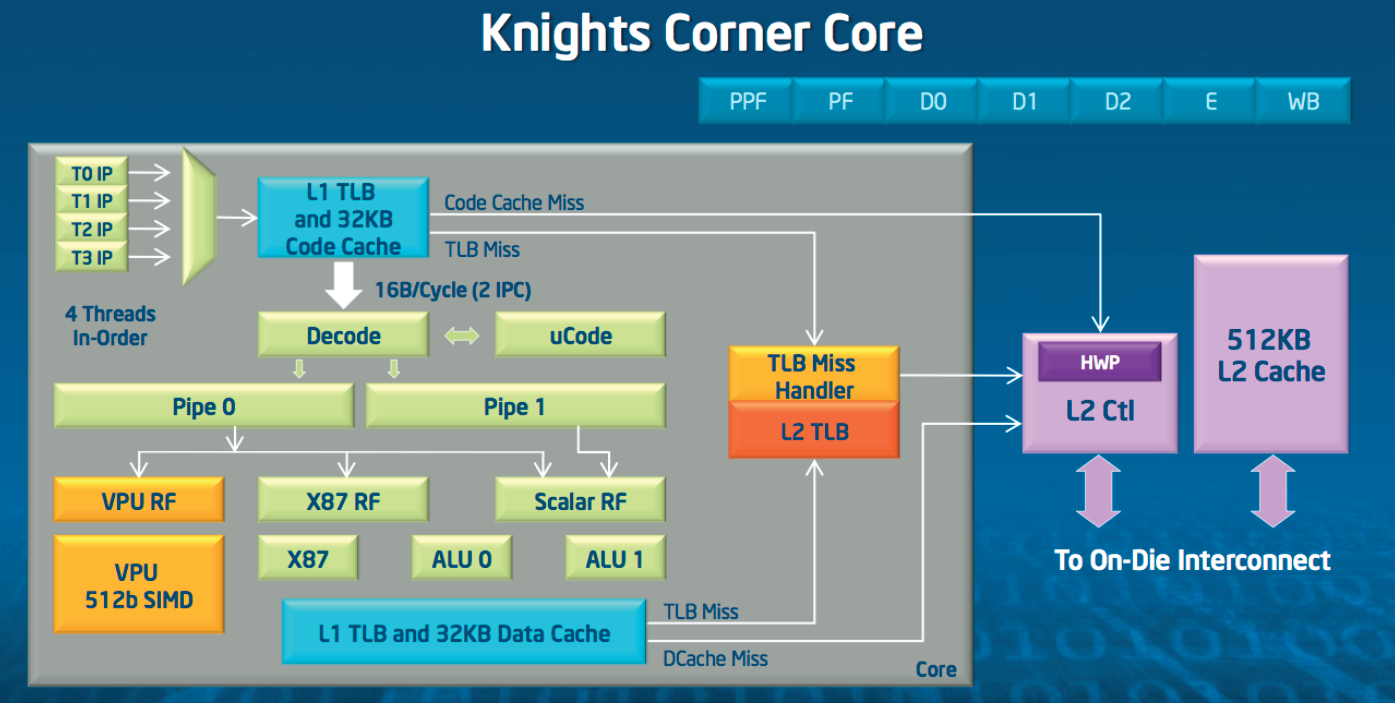 Knights Corner Core
PPF PF D0 D1 D2 E WB
T0 IP
T1 IP
T2 IP
T3 IP
4 Threads
In-Order
L1 TLB
and 32KB
Code Cache
Code Cache Miss
TLB Miss
16B/Cycle (2 IPC)
Decode
uCode
Pipe 0
Pipe 1
VPU RF
X87 RF
Scalar RF
VPU
512b SIMD
X87
ALU 0
ALU 1
L1 TLB and 32KB Data Cache
TLB Miss
DCache Miss
TLB Miss
Handler
L2 TLB
Core
HWP
L2 Ctl
512KB
L2 Cache
To On-Die Interconnect